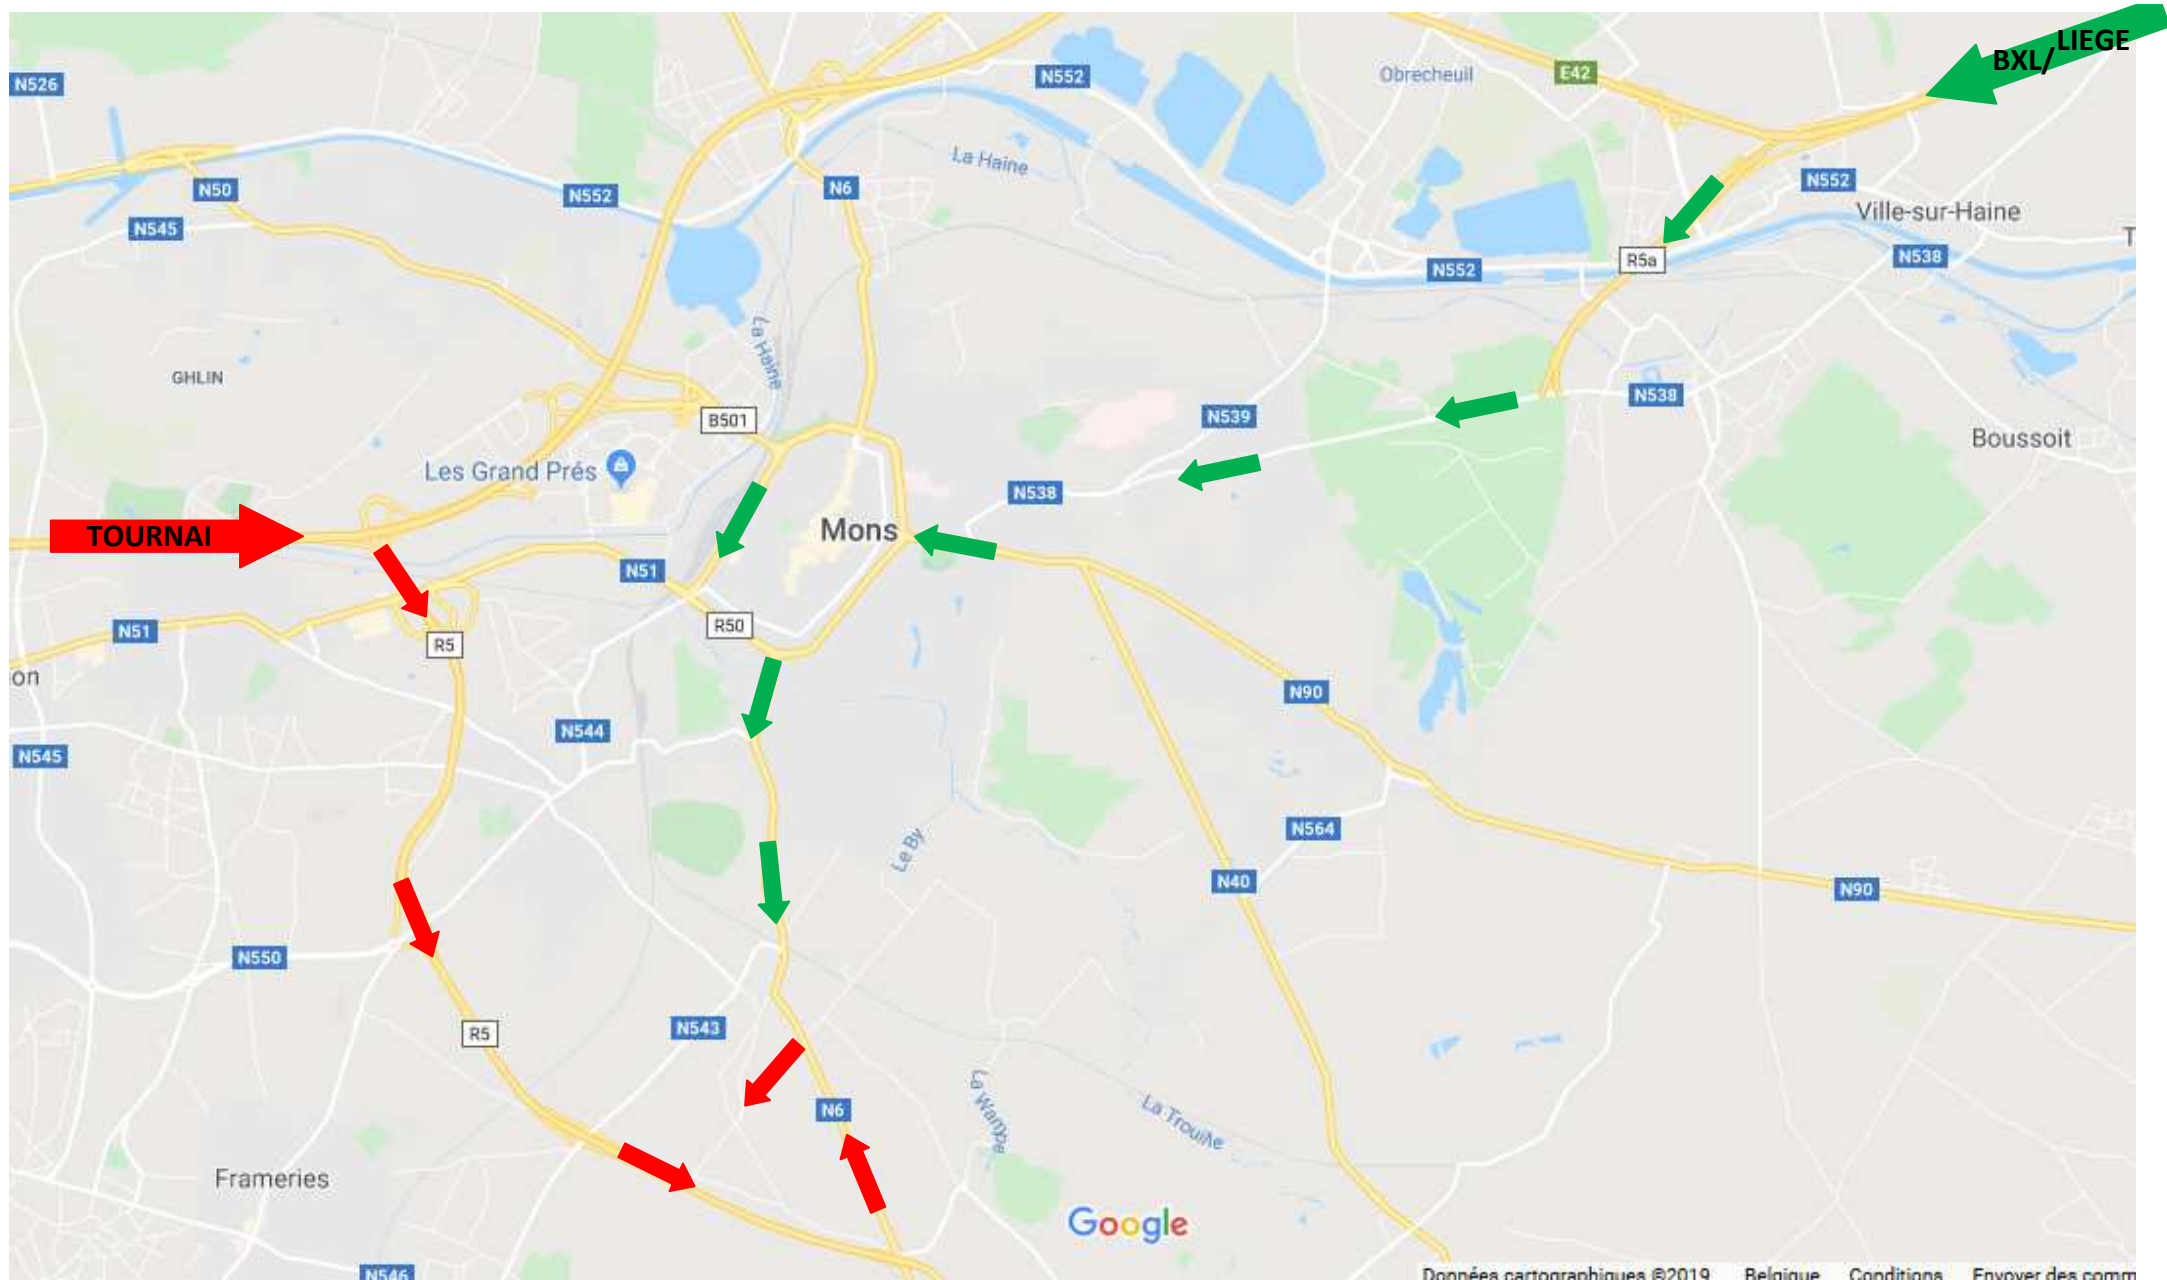 LIEGE
BXL/
E42
N552
Obrecheuil
N526
La Haine
N552
N6
N50
N552
Ville-sur-Haine
N545
T
N538
R5a
N552
La Haine
GHLIN
N538
N539
B501
Boussoit
Les Grand Prés
N538
Mons
TOURNAI
N51
R50
N51
R5
on
N90
N544
N545
N564
Le By
N40
N90
N550
N543
R5
La Wampe
N6
La Trouille
Frameries
Google
N546
Données cartographiques ©2019 Belgique Conditions Envoyer des comm